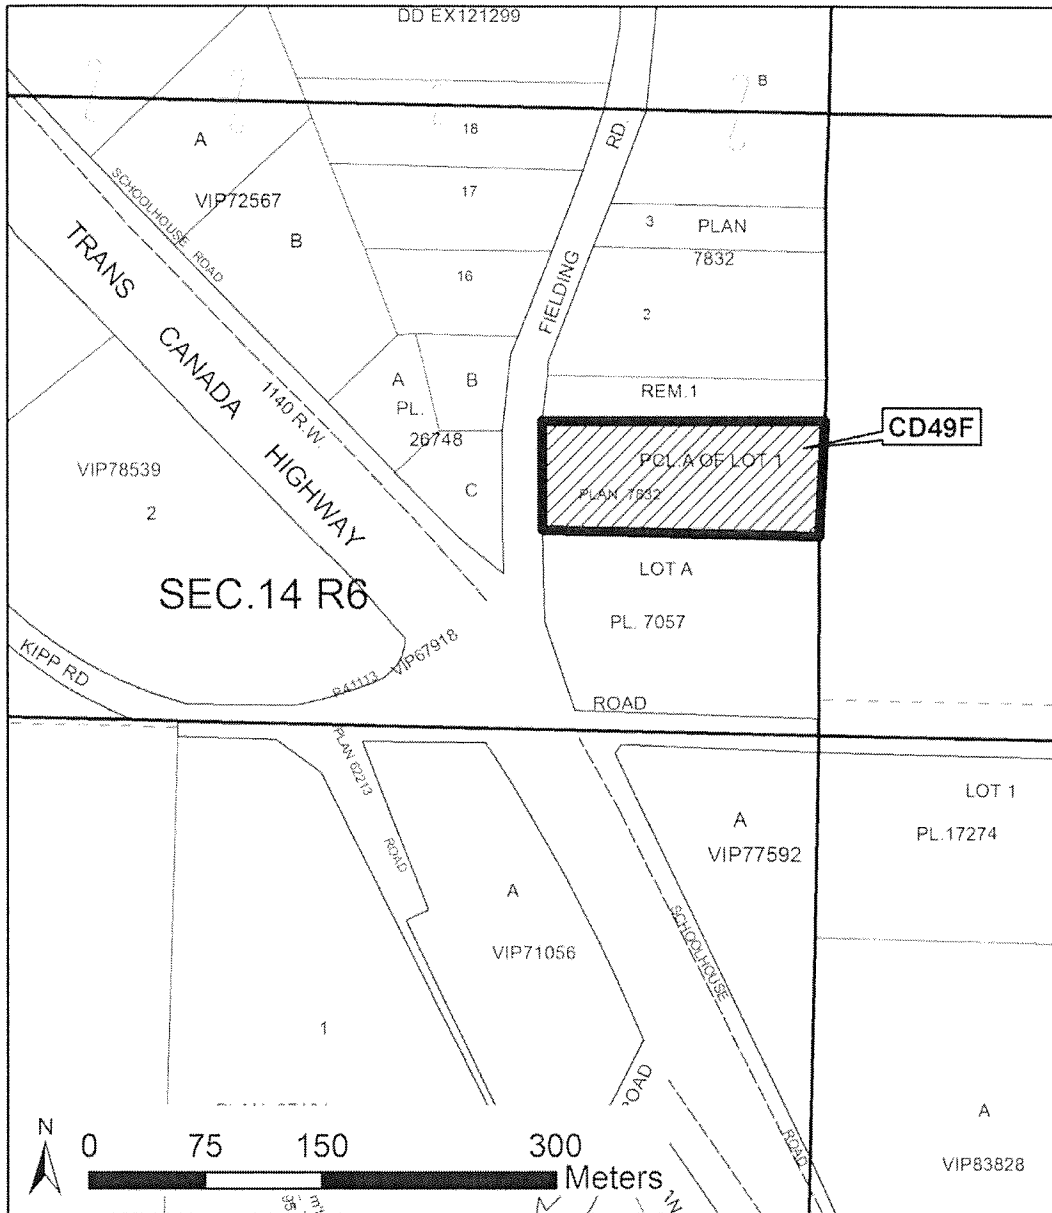 DD EX121299
B
18
A
RD.
17
SCHOOLHOUSE ROAD
VIP72567
B
3
PLAN
7832
TRANS
CANADA
HIGHWAY
16
FIELDING
2
A
B
PL.
26748
REM.1
1140 R.W.
CD49F
PCL.A OF LOT 1
PLAN 7832
VIP78539
2
C
LOT A
SEC.14 R6
PL. 7057
KIPP RD
VIP67918
ROAD
PLAN 62213
ROAD
LOT 1
A
PL.17274
VIP77592
A
SCHOOLHOUSE
VIP71056
1
ROAD
A
ROAD
VIP83828
N
0 75 150 300
Meters